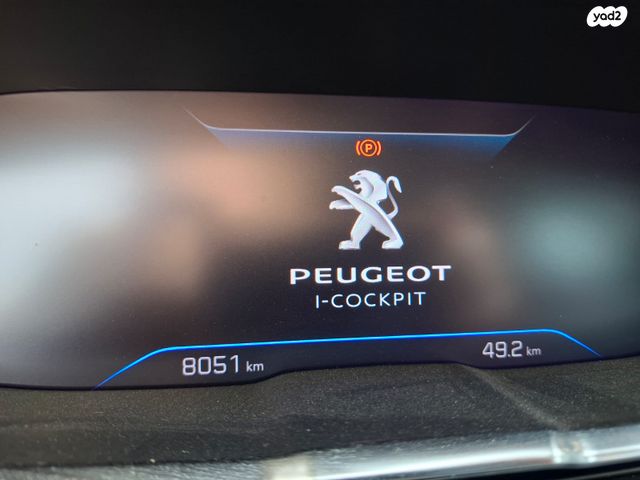 yad2
(P)
PEUGEOT
I-COCKPIT
8051 km
49.2 km